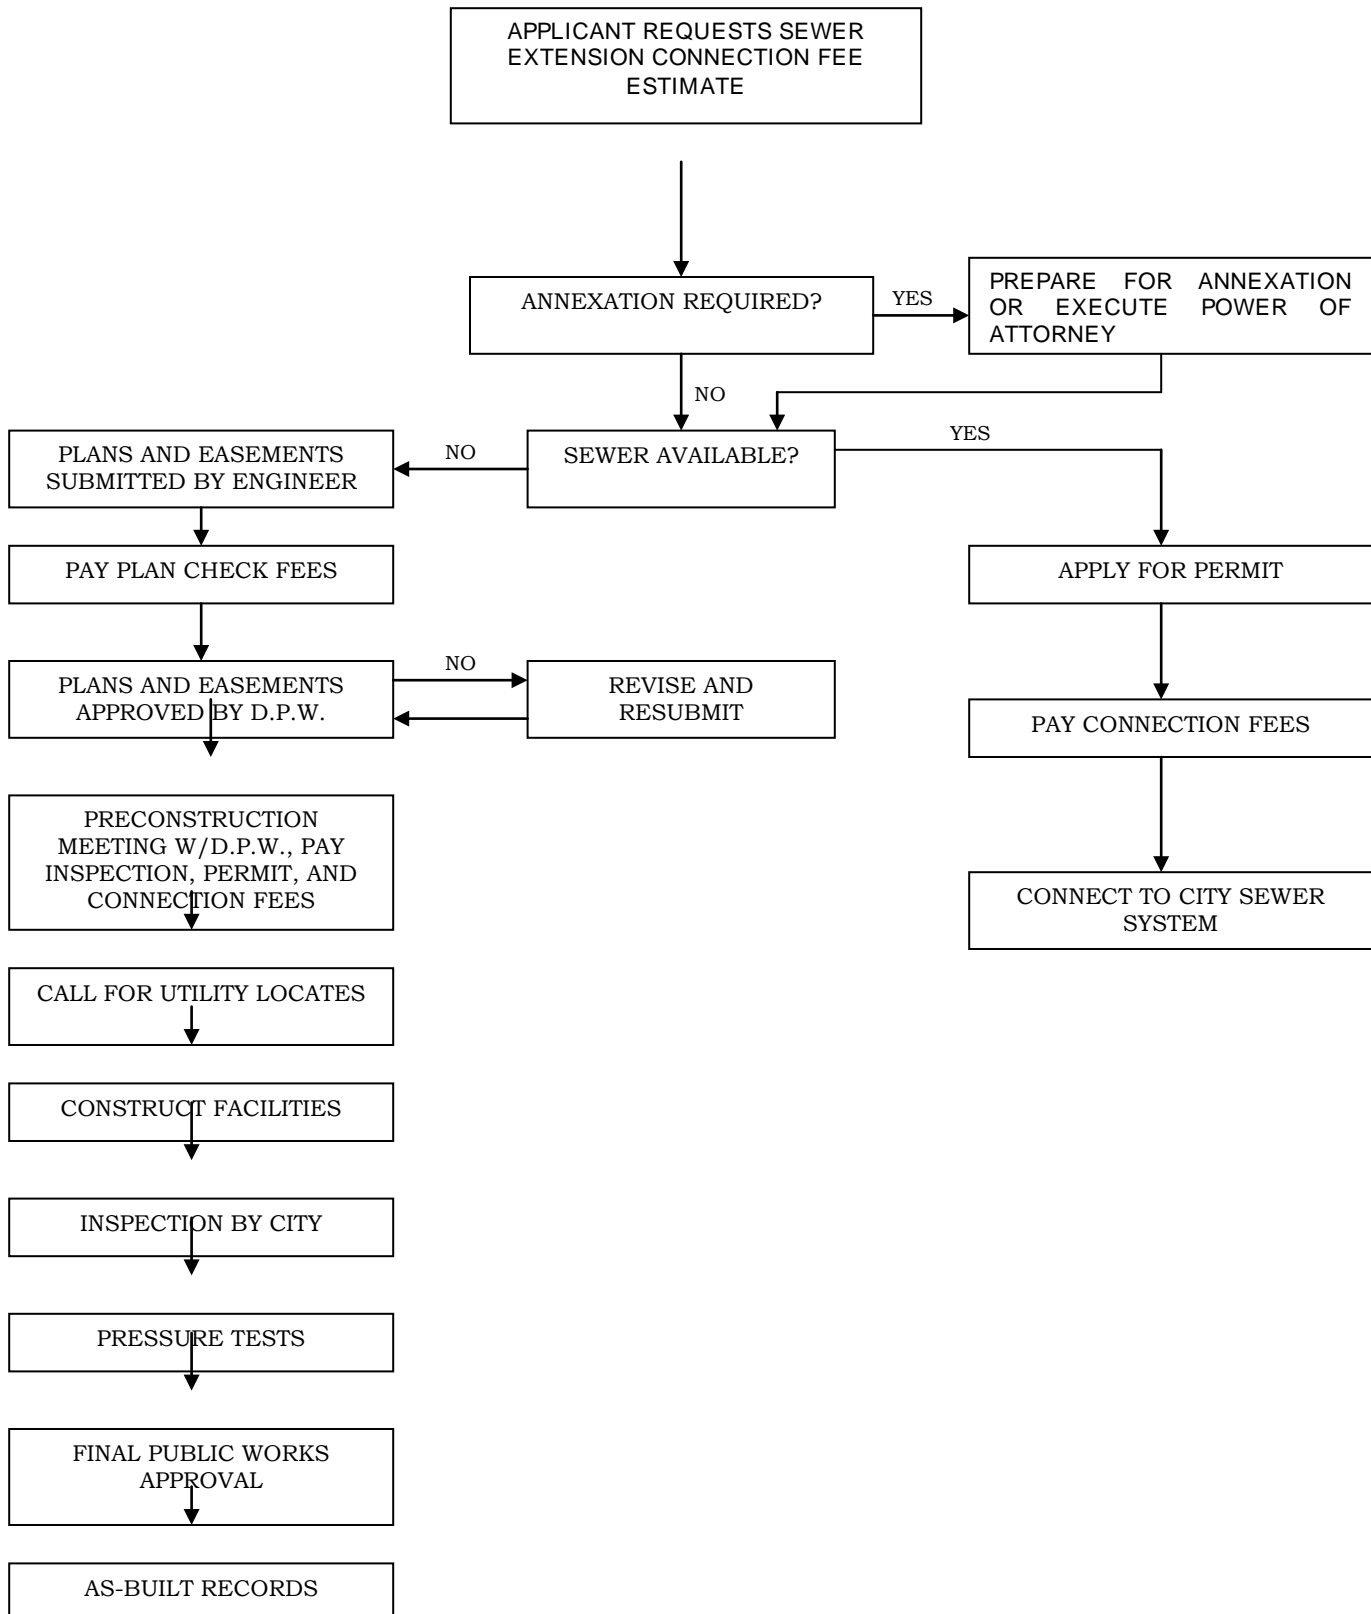 APPLICANT REQUESTS SEWER
EXTENSION CONNECTION FEE
ESTIMATE
ANNEXATION REQUIRED?
YES
PREPARE FOR ANNEXATION
OR EXECUTE POWER OF
ATTORNEY
NO
SEWER AVAILABLE?
YES
NO
PLANS AND EASEMENTS
SUBMITTED BY ENGINEER
PAY PLAN CHECK FEES
APPLY FOR PERMIT
PLANS AND EASEMENTS
APPROVED BY D.P.W.
NO
REVISE AND
RESUBMIT
PAY CONNECTION FEES
PRECONSTRUCTION
MEETING W/D.P.W., PAY
INSPECTION, PERMIT, AND
CONNECTION FEES
CONNECT TO CITY SEWER
SYSTEM
CALL FOR UTILITY LOCATES
CONSTRUCT FACILITIES
INSPECTION BY CITY
PRESSURE TESTS
FINAL PUBLIC WORKS
APPROVAL
AS-BUILT RECORDS